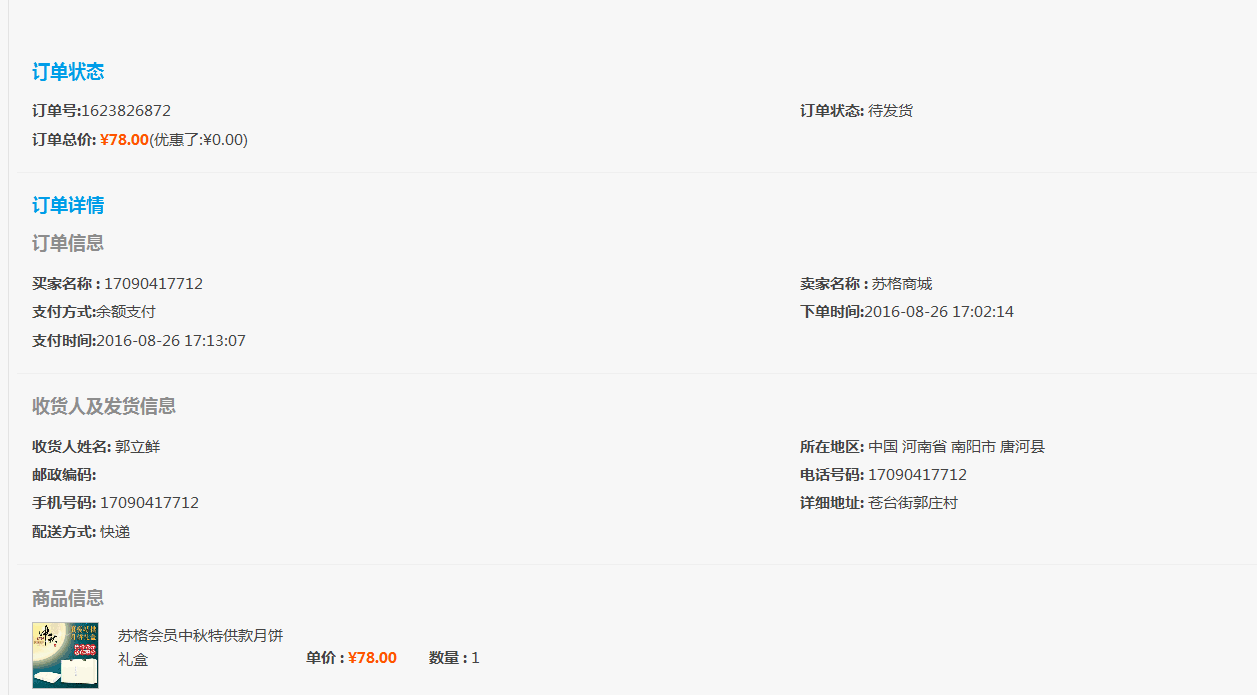 订单状态
订单号:1623826872
订单状态: 待发货
订单总价: ¥78.00(优惠了:¥0.00)
订单详情
订单信息
买家名称 : 17090417712
卖家名称 : 苏格商城
支付方式:余额支付
下单时间:2016-08-26 17:02:14
支付时间:2016-08-26 17:13:07
收货人及发货信息
收货人姓名: 郭立鲜
所在地区: 中国 河南省 南阳市 唐河县
邮政编码:
电话号码: 17090417712
手机号码: 17090417712
详细地址: 苍台街郭庄村
配送方式: 快递
商品信息
苏格会员中秋特供款月饼
礼盒
单价 : ¥78.00
数量 : 1